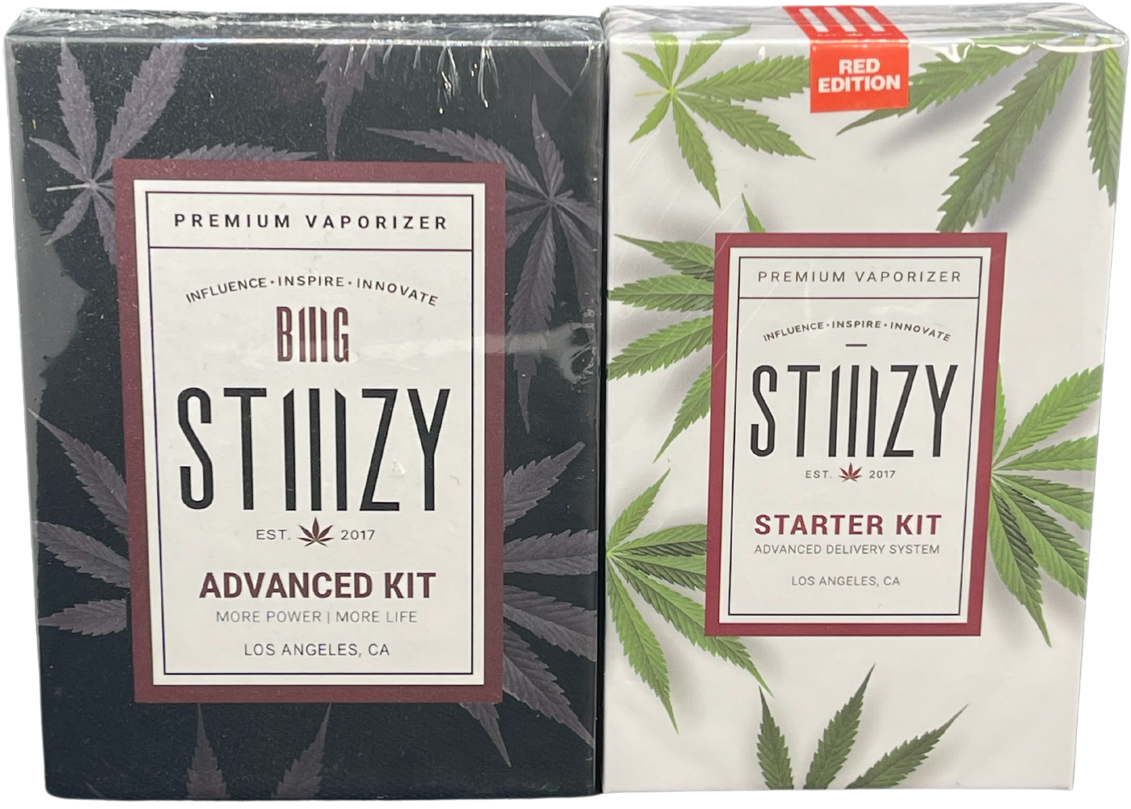 PREMIUM VAPORIZER
INFLUENCE • INSPIRE • INNOVATE
BIIIG
STIIIZY
EST. 2017
ADVANCED KIT
MORE POWER | MORE LIFE
LOS ANGELES, CA
RED
EDITION
PREMIUM VAPORIZER
INFLUENCE • INSPIRE • INNOVATE
STIIIZY
EST. 2017
STARTER KIT
ADVANCED DELIVERY SYSTEM
LOS ANGELES, CA